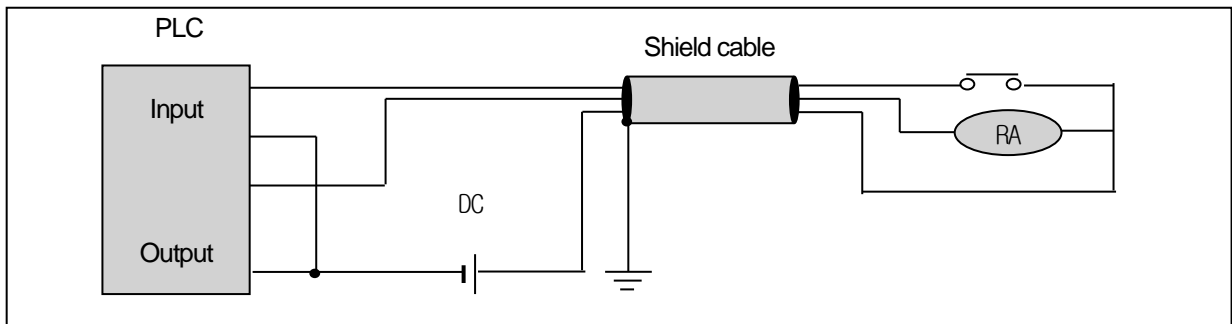 PLC
Shield cable
Input
RA
DC
Output